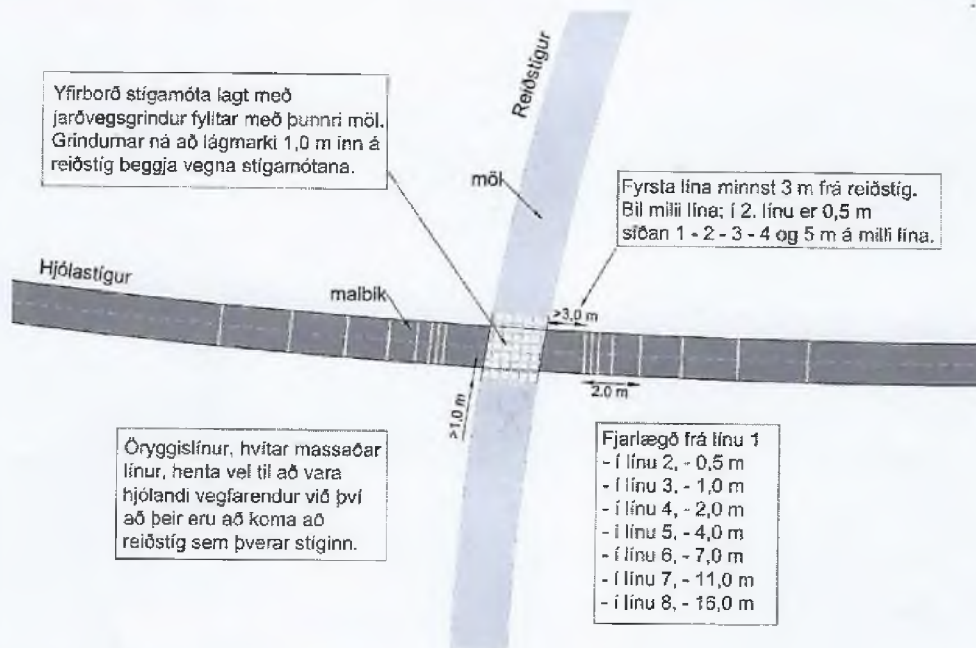 Reiðstígur
Yfirborð stígamóta lagt með
jarðvegsgrindur fylltar með þunnri möl.
Grindurnar ná að lágmarki 1,0 m inn á
reiðstíg beggja vegna stígamótana.
möl
Fyrsta lína minnst 3 m frá reiðstíg.
Bil milli lína; í 2. línu er 0,5 m
síðan 1 - 2 - 3 - 4 og 5 m á milli lína.
Hjólastígur
malbik
>3,0 m
>1,0 m
2,0 m
Öryggislínur, hvítar massaðar
línur, henta vel til að vara
hjólandi vegfarendur við því
að þeir eru að koma að
reiðstíg sem þverar stíginn.
Fjarlægð frá línu 1
- í línu 2, - 0,5 m
- í línu 3, - 1,0 m
- í línu 4, - 2,0 m
- í línu 5, - 4,0 m
- í línu 6, - 7,0 m
- í línu 7, - 11,0 m
- í línu 8, - 16,0 m